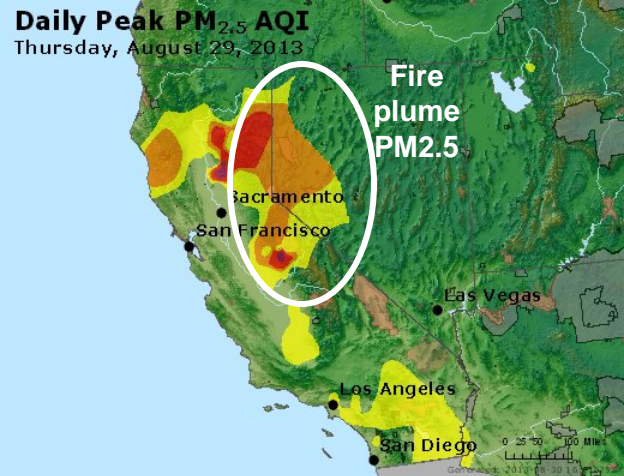 Daily Peak PM2.5 AQI
Thursday, August 29, 2013
Fire
plume
PM2.5
Sacramento
San Francisco
Las Vegas
Los Angeles
San Diego
0 25 50 100 Miles